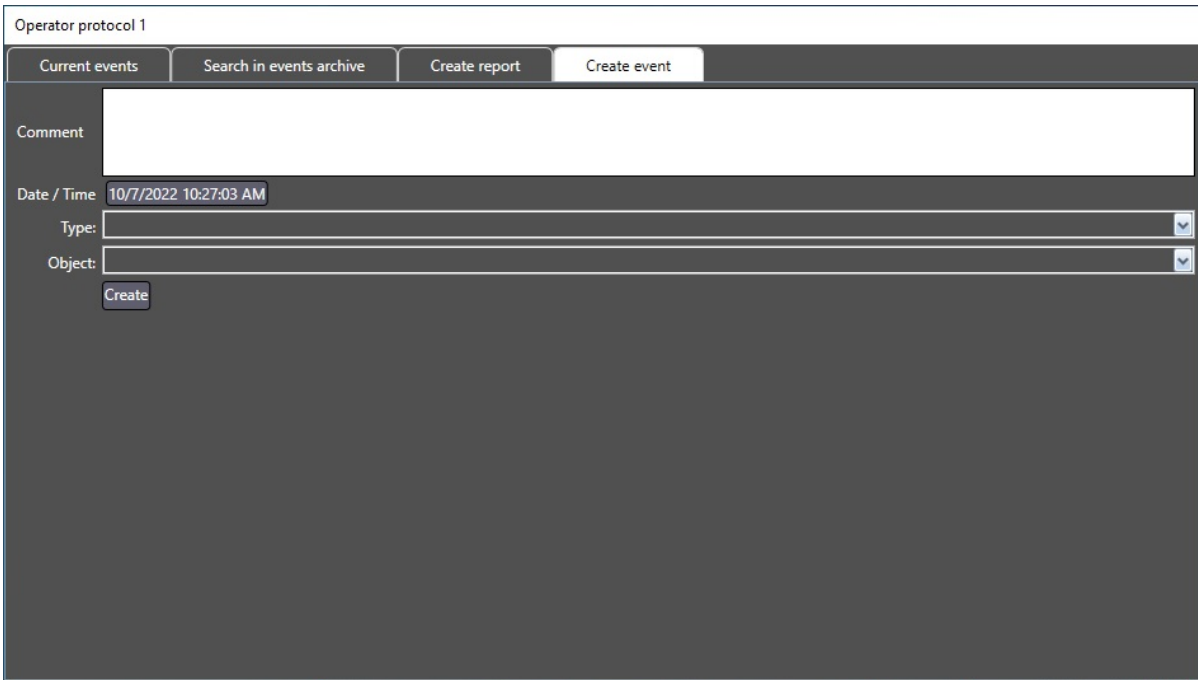 Operator protocol 1
Current events Search in events archive Create report Create event
Comment
Date / Time 10/7/2022 10:27:03 AM
Type:
Object:
Create